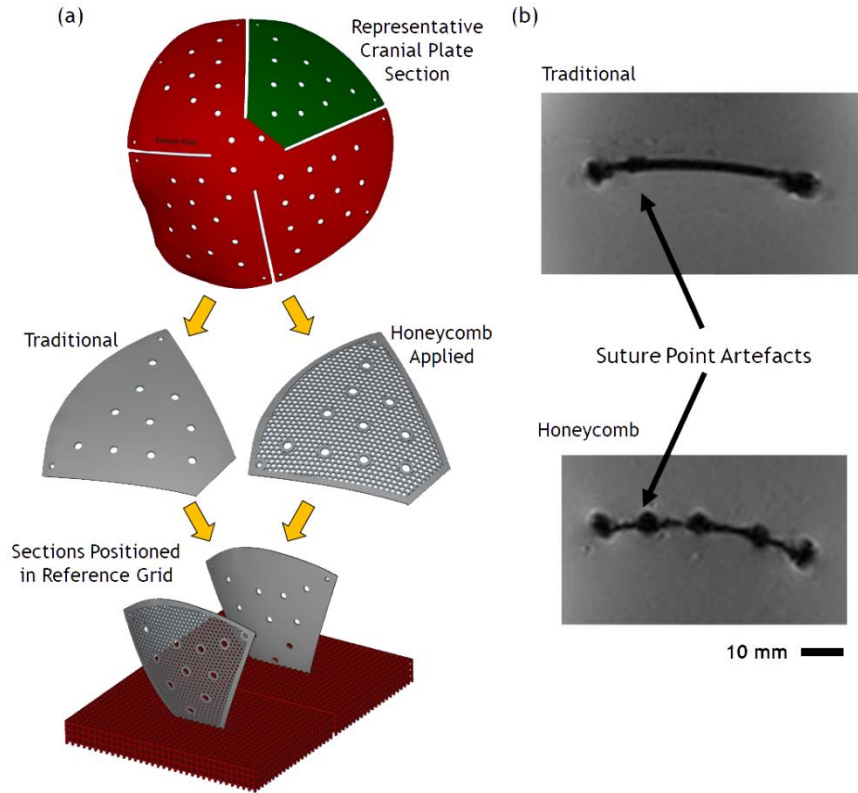 (a)
Representative
Cranial Plate
Section
Traditional
Honeycomb
Applied
Sections Positioned
in Reference Grid
(b)
Traditional
Suture Point Artefacts
Honeycomb
10 mm